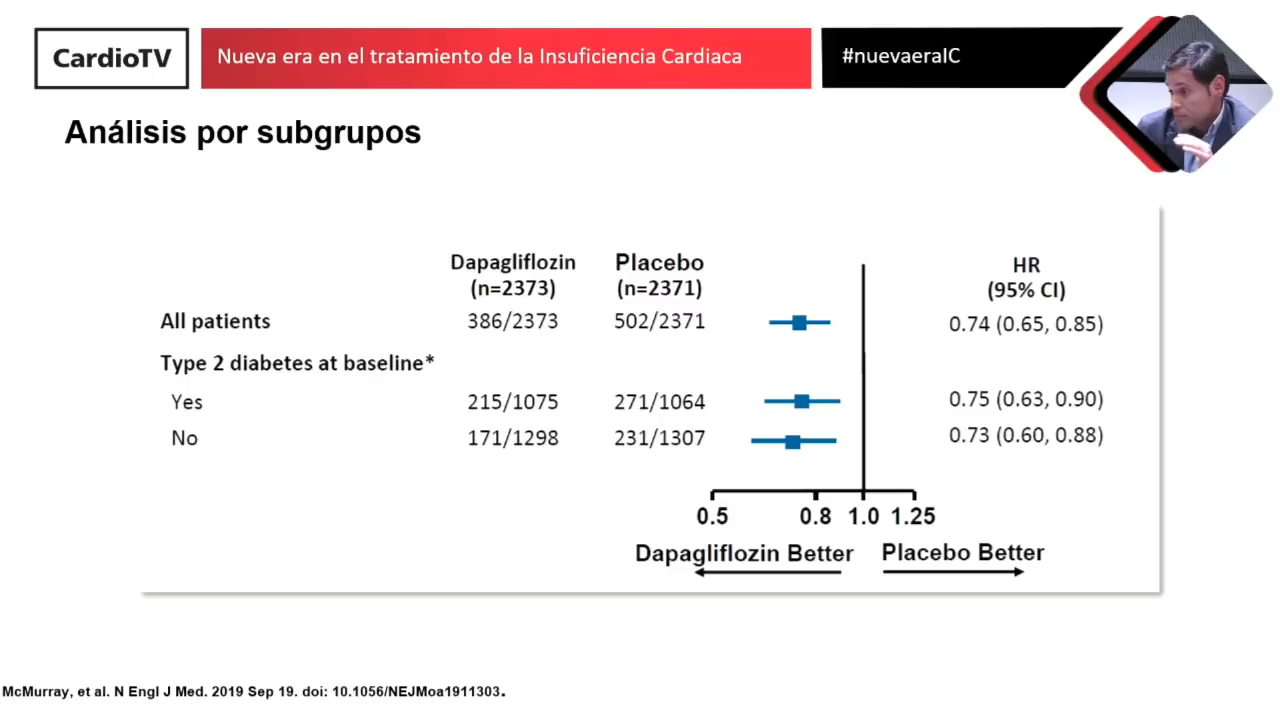 CardioTV
Nueva era en el tratamiento de la Insuficiencia Cardiaca
#nuevaeraIC
Análisis por subgrupos
Dapagliflozin Placebo HR
(n=2373) (n=2371) (95% CI)
All patients 386/2373 502/2371 0.74 (0.65, 0.85)
Type 2 diabetes at baseline*
Yes 215/1075 271/1064 0.75 (0.63, 0.90)
No 171/1298 231/1307 0.73 (0.60, 0.88)
0.5 0.8 1.0 1.25
Dapagliflozin Better Placebo Better
McMurray, et al. N Engl J Med. 2019 Sep 19. doi: 10.1056/NEJMoa1911303.